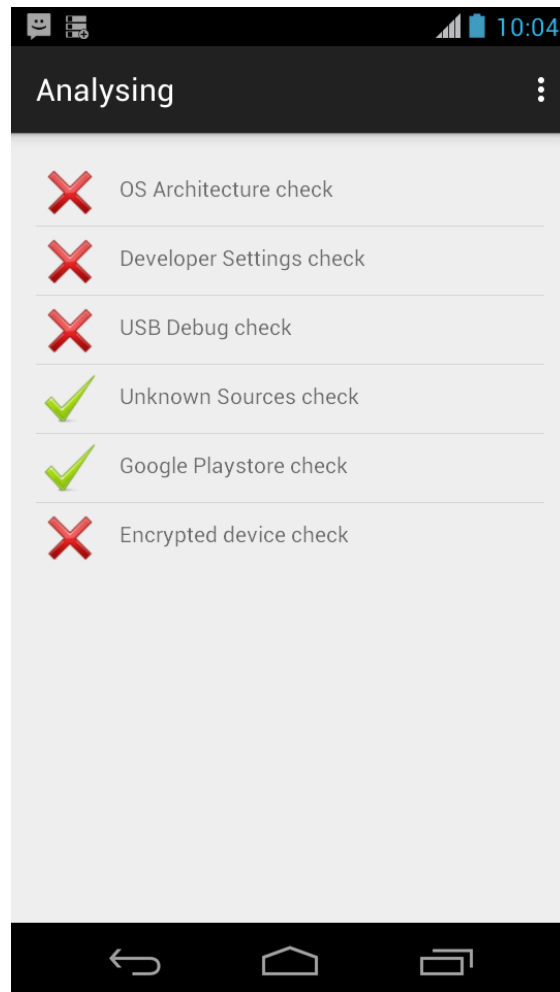 10:04
Analysing
OS Architecture check
Developer Settings check
USB Debug check
Unknown Sources check
Google Playstore check
Encrypted device check